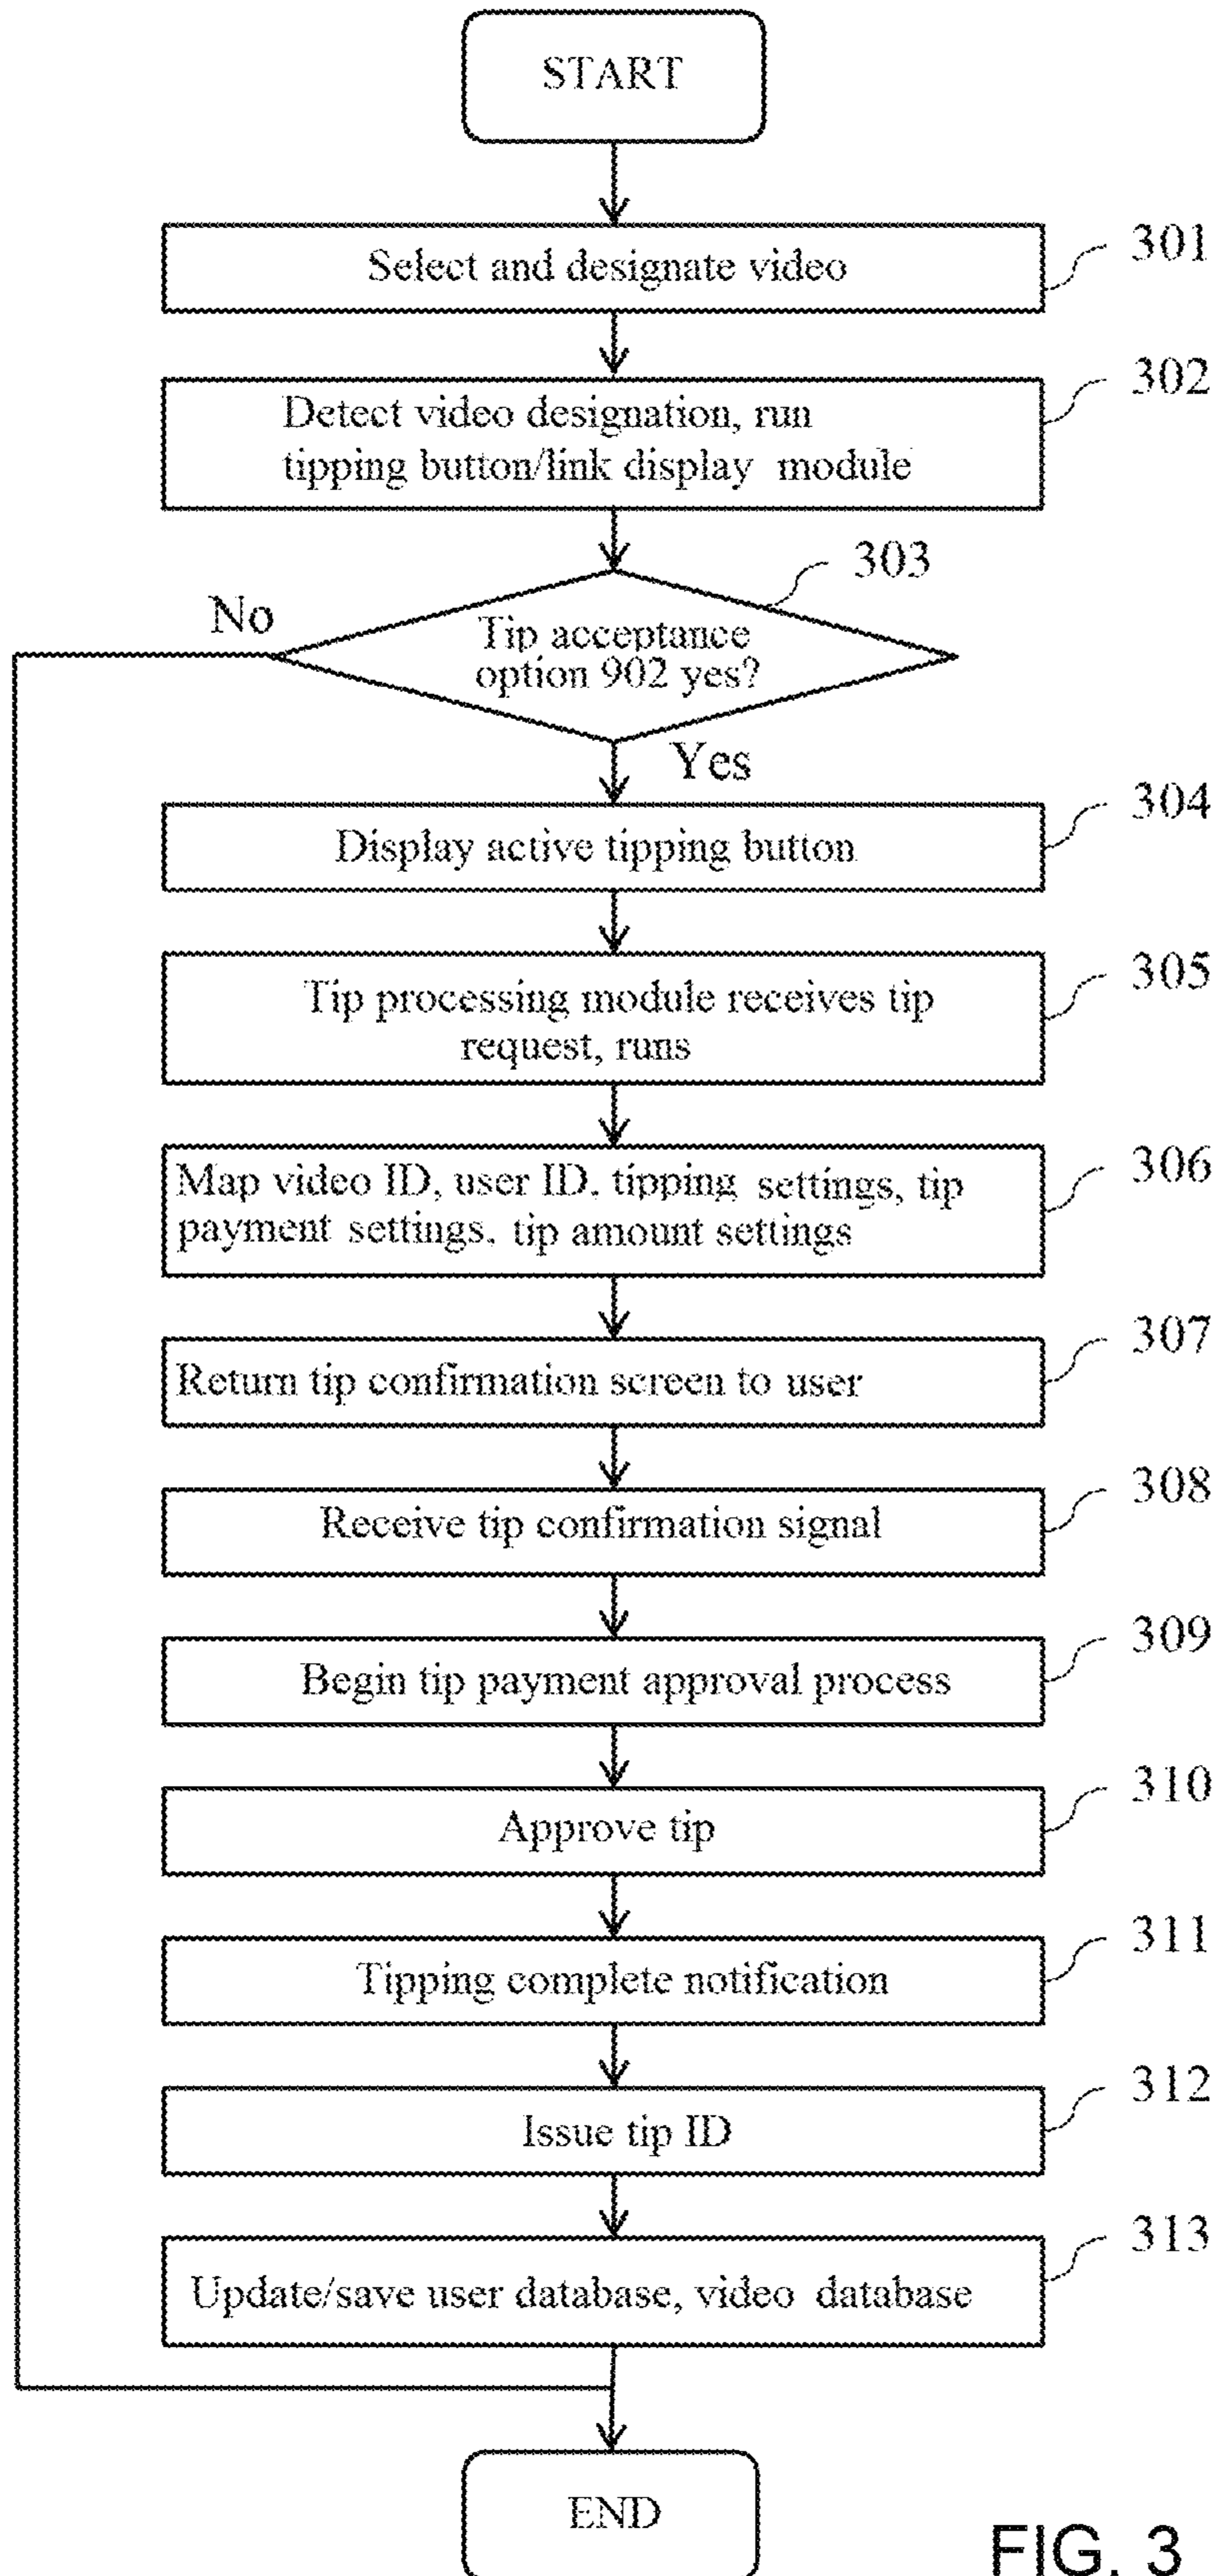 START
Select and designate video
301
Detect video designation, run
tipping button/link display module
302
303
No
Tip acceptance
option 902 yes?
Yes
Display active tipping button
304
Tip processing module receives tip
request, runs
305
Map video ID, user ID, tipping settings, tip
payment settings, tip amount settings
306
Return tip confirmation screen to user
307
Receive tip confirmation signal
308
Begin tip payment approval process
309
Approve tip
310
Tipping complete notification
311
Issue tip ID
312
Update/save user database, video database
313
END
FIG. 3